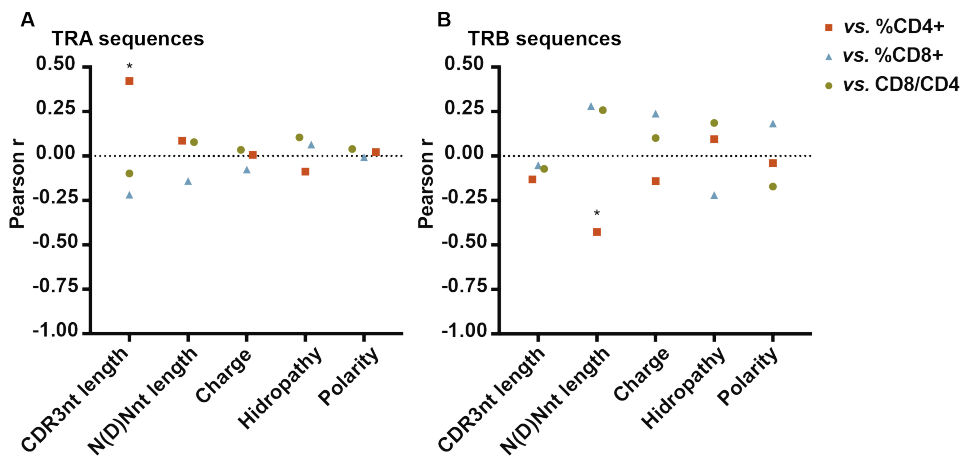 A
TRA sequences
0.50
0.25
0.00
-0.25
-0.50
-0.75
-1.00
Pearson r
*
CDR3nt length
N(D)Nnt length
Charge
Hidropathy
Polarity
B
TRB sequences
0.50
0.25
0.00
-0.25
-0.50
-0.75
-1.00
Pearson r
*
CDR3nt length
N(D)Nnt length
Charge
Hidropathy
Polarity
vs. %CD4+
vs. %CD8+
vs. CD8/CD4